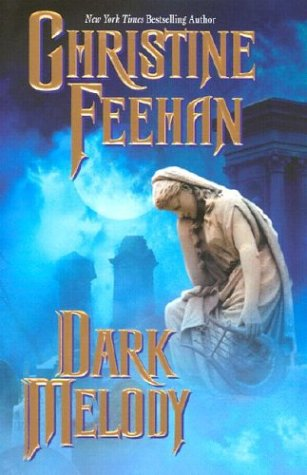 New York Times Bestselling Author
CHRISTINE
FEEHAN
DARK
MELODY